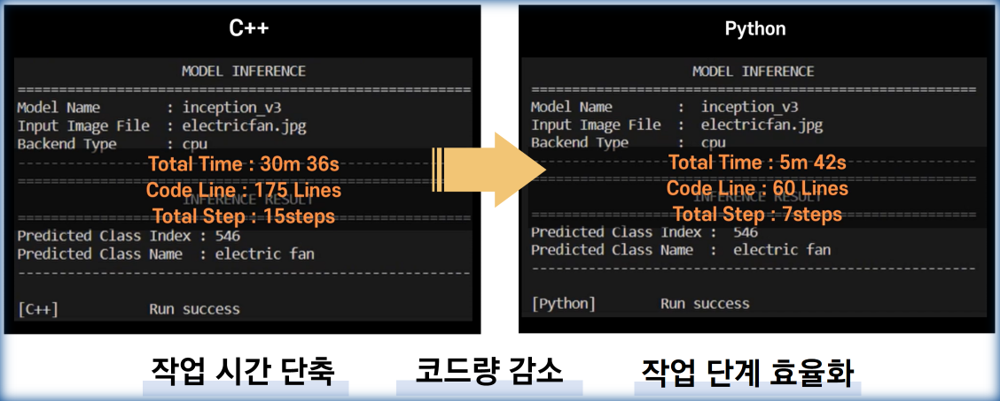 C++
MODEL INFERENCE
================================================
Model Name : inception_v3
Input Image File : electricfan.jpg
Backend Type : cpu
Total Time : 30m 36s
Code Line : 175 Lines
INFERENCE RESULT
Total Step : 15steps
Predicted Class Index : 546
Predicted Class Name : electric fan
------------------------------------------------
[C++] Run success
Python
MODEL INFERENCE
================================================
Model Name : inception_v3
Input Image File : electricfan.jpg
Backend Type : cpu
Total Time : 5m 42s
Code Line : 60 Lines
INFERENCE RESULT
Total Step : 7steps
Predicted Class Index : 546
Predicted Class Name : electric fan
------------------------------------------------
[Python] Run success
작업 시간 단축
코드량 감소
작업 단계 효율화